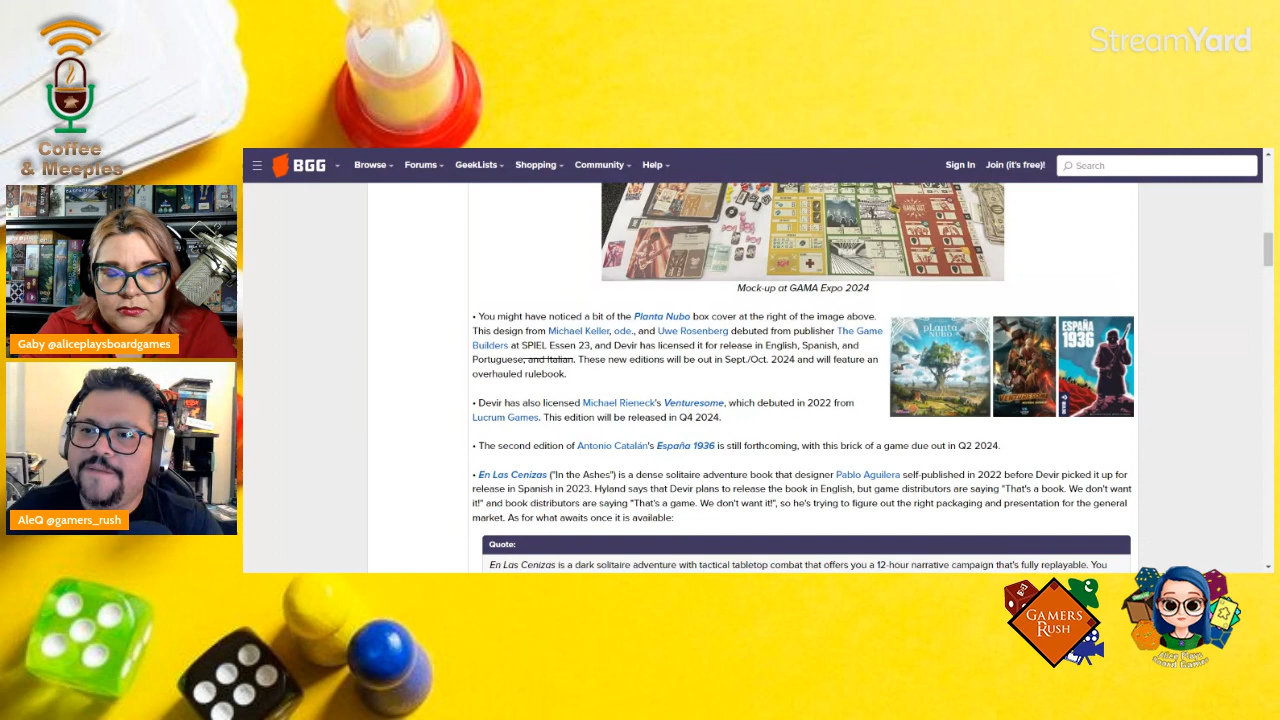 StreamYard
Coffee
& Meeples
BGG
Browse
Forums
GeekLists
Shopping
Community
Help
Sign In
Join (it's free!)
Search
Mock-up at GAMA Expo 2024
• You might have noticed a bit of the Planta Nubo box cover at the right of the image above.
This design from Michael Keller, ode., and Uwe Rosenberg debuted from publisher The Game
Builders at SPIEL Essen 23, and Devir has licensed it for release in English, Spanish, and
Portuguese, and Italian. These new editions will be out in Sept./Oct. 2024 and will feature an
overhauled rulebook.
planta
NUBO
VENTURESOME
ESPAÑA
1936
• Devir has also licensed Michael Rieneck's Venturesome, which debuted in 2022 from
Lucrum Games. This edition will be released in Q4 2024.
• The second edition of Antonio Catalán's España 1936 is still forthcoming, with this brick of a game due out in Q2 2024.
• En Las Cenizas ("In the Ashes") is a dense solitaire adventure book that designer Pablo Aguilera self-published in 2022 before Devir picked it up for
release in Spanish in 2023. Hyland says that Devir plans to release the book in English, but game distributors are saying "That's a book. We don't want
it!" and book distributors are saying "That's a game. We don't want it!", so he's trying to figure out the right packaging and presentation for the general
market. As for what awaits once it is available:
Quote:
En Las Cenizas is a dark solitaire adventure with tactical tabletop combat that offers you a 12-hour narrative campaign that's fully replayable. You
Gaby @aliceplaysboardgames
AleQ @gamers_rush
GAMERS
RUSH
Alice Plays
Board Games